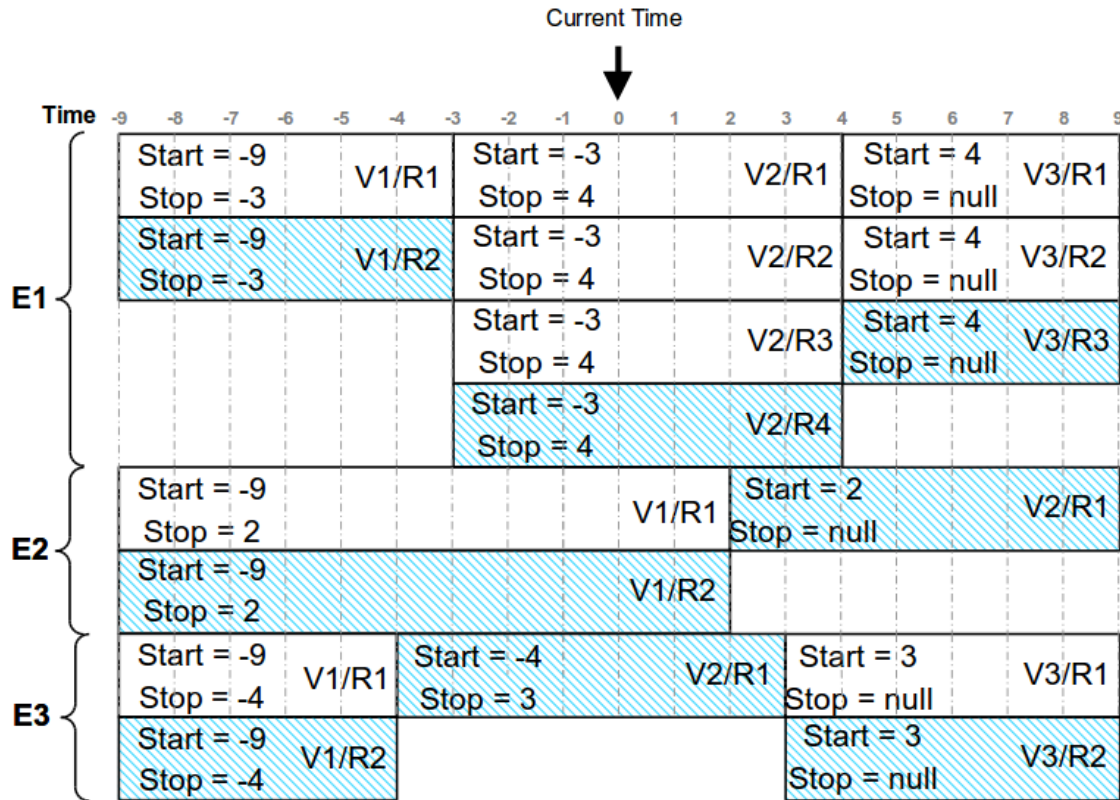 Current Time
Time -9 -8 -7 -6 -5 -4 -3 -2 -1 0 1 2 3 4 5 6 7 8 9
E1
Start = -9
Stop = -3
V1/R1
Start = -3
Stop = 4
V2/R1
Start = 4
Stop = null
V3/R1
Start = -9
Stop = -3
V1/R2
Start = -3
Stop = 4
V2/R2
Start = 4
Stop = null
V3/R2
Start = -3
Stop = 4
V2/R3
Start = 4
Stop = null
V3/R3
Start = -3
Stop = 4
V2/R4
E2
Start = -9
Stop = 2
V1/R1
Start = 2
Stop = null
V2/R1
Start = -9
Stop = 2
V1/R2
E3
Start = -9
Stop = -4
V1/R1
Start = -4
Stop = 3
V2/R1
Start = 3
Stop = null
V3/R1
Start = -9
Stop = -4
V1/R2
Start = 3
Stop = null
V3/R2